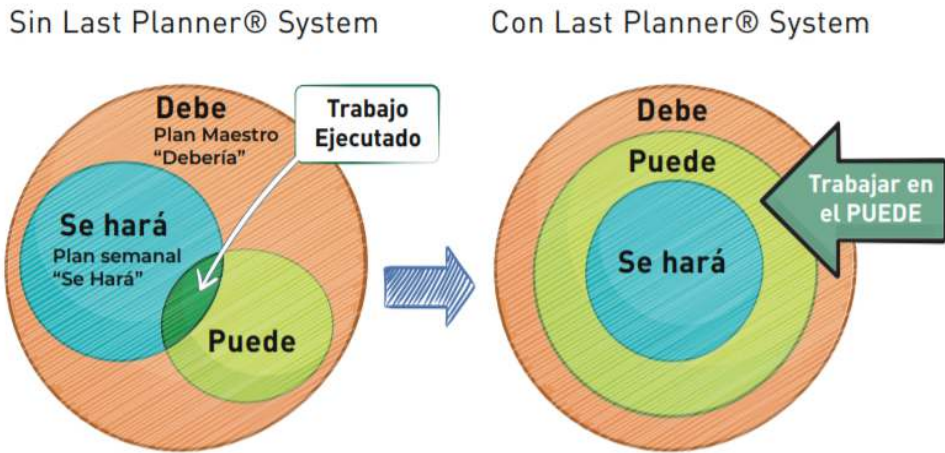 Sin Last Planner® System
Debe
Plan Maestro
“Debería”
Trabajo
Ejecutado
Se hará
Plan semanal
“Se Hará”
Puede
Con Last Planner® System
Debe
Puede
Se hará
Trabajar en
el PUEDE